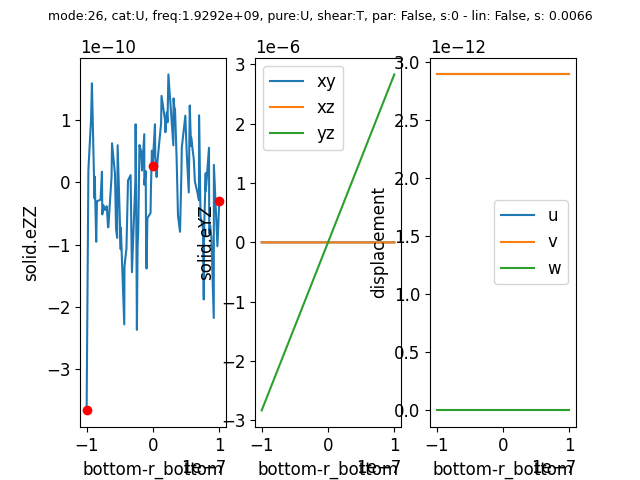 mode:26, cat:U, freq:1.9292e+09, pure:U, shear:T, par: False, s:0 - lin: False, s: 0.0066
1e−10
1
0
−1
−2
−3
solid.eZZ
−1
0
1
1e−7
bottom-r_bottom
1e−6
3
2
1
0
−1
−2
−3
solid.eYZ
xy
xz
yz
−1
0
1
1e−7
bottom-r_bottom
1e−12
3.0
2.5
2.0
1.5
1.0
0.5
0.0
displacement
u
v
w
−1
0
1
1e−7
bottom-r_bottom